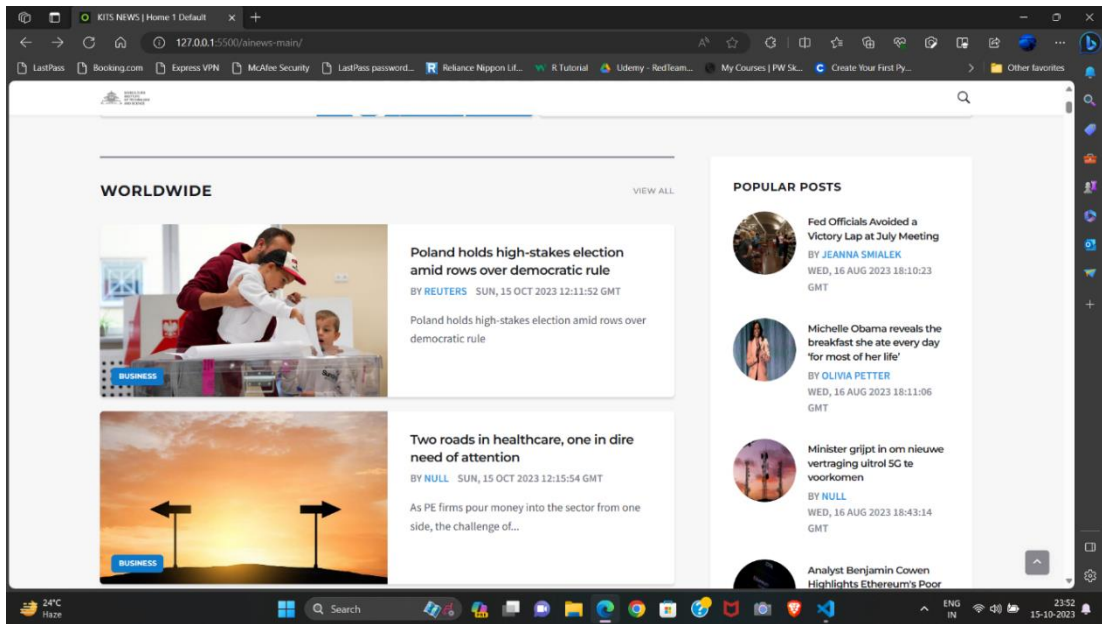 KITS NEWS | Home 1 Default
127.0.0.1:5500/ainews-main/
LastPass
Booking.com
Express VPN
McAfee Security
LastPass password...
Reliance Nippon Lif...
R Tutorial
Udemy - RedTeam...
My Courses | PW Sk...
Create Your First Py...
Other favorites
WORLDWIDE
VIEW ALL
Poland holds high-stakes election
amid rows over democratic rule
BY REUTERS SUN, 15 OCT 2023 12:11:52 GMT
Poland holds high-stakes election amid rows over
democratic rule
BUSINESS
Two roads in healthcare, one in dire
need of attention
BY NULL SUN, 15 OCT 2023 12:15:54 GMT
As PE firms pour money into the sector from one
side, the challenge of...
BUSINESS
POPULAR POSTS
Fed Officials Avoided a
Victory Lap at July Meeting
BY JEANNA SMIALEK
WED, 16 AUG 2023 18:10:23
GMT
Michelle Obama reveals the
breakfast she ate every day
'for most of her life'
BY OLIVIA PETTER
WED, 16 AUG 2023 18:11:06
GMT
Minister grijpt in om nieuwe
vertraging uitrol 5G te
voorkomen
BY NULL
WED, 16 AUG 2023 18:43:14
GMT
Analyst Benjamin Cowen
Highlights Ethereum's Poor
24°C
Haze
Search
ENG
IN
23:52
15-10-2023